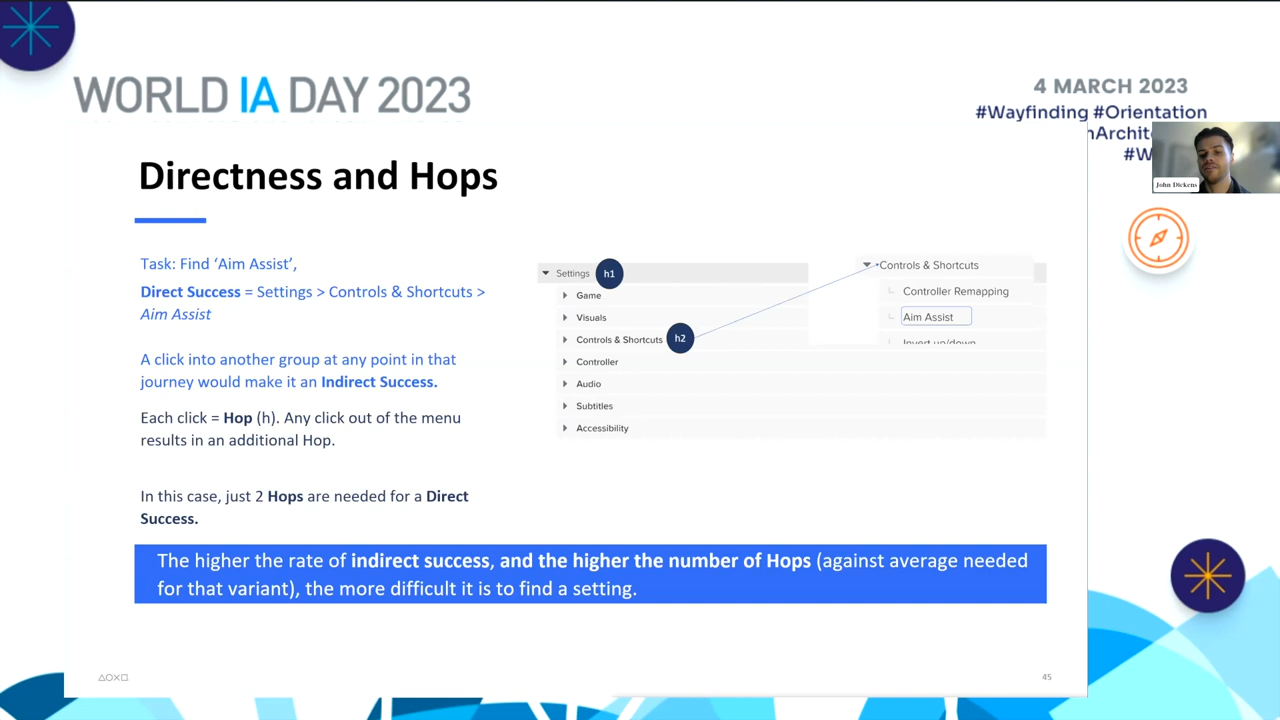 WORLD IA DAY 2023
4 MARCH 2023
#Wayfinding #Orientation
nArchite
#W
John Dickens
Directness and Hops
Task: Find ‘Aim Assist’,
Direct Success = Settings > Controls & Shortcuts >
Aim Assist
A click into another group at any point in that
journey would make it an Indirect Success.
Each click = Hop (h). Any click out of the menu
results in an additional Hop.
In this case, just 2 Hops are needed for a Direct
Success.
Settings h1
Game
Visuals
Controls & Shortcuts h2
Controller
Audio
Subtitles
Accessibility
Controls & Shortcuts
Controller Remapping
Aim Assist
Invert up/down
The higher the rate of indirect success, and the higher the number of Hops (against average needed
for that variant), the more difficult it is to find a setting.
45